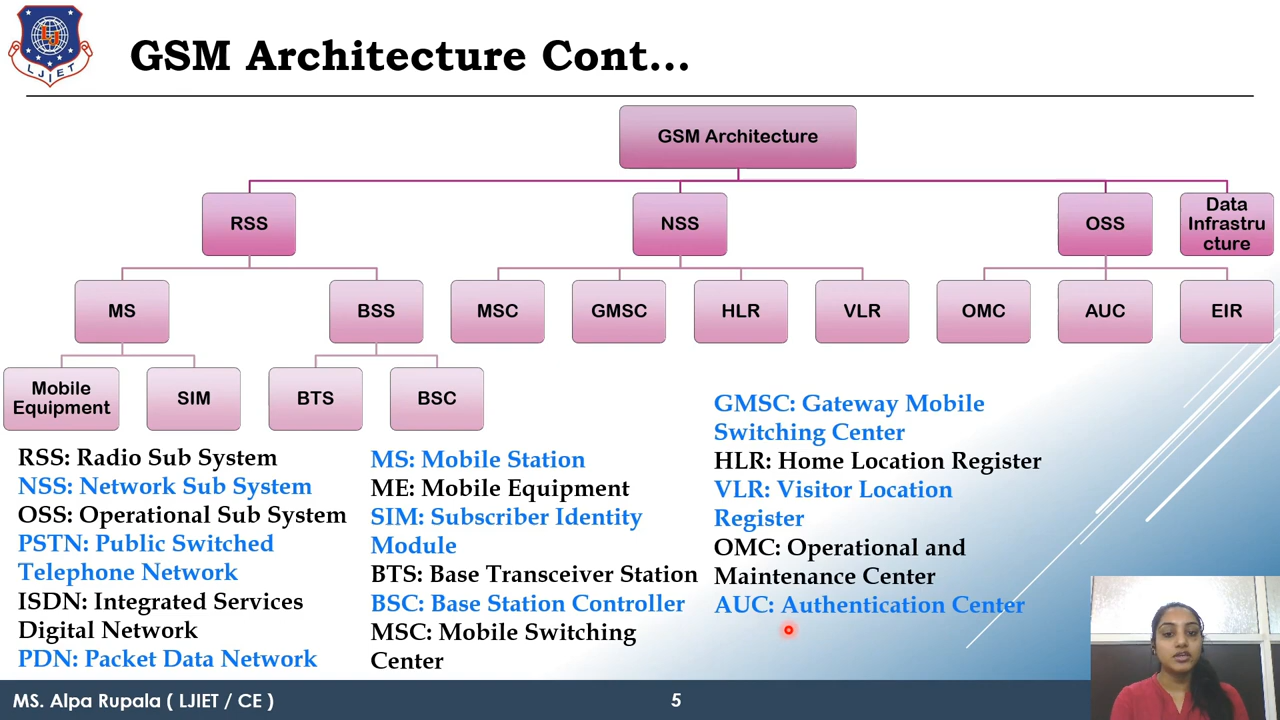 LJIET
GSM Architecture Cont...
GSM Architecture
RSS
NSS
OSS
Data
Infrastru
cture
MS
BSS
MSC
GMSC
HLR
VLR
OMC
AUC
EIR
Mobile
Equipment
SIM
BTS
BSC
RSS: Radio Sub System
NSS: Network Sub System
OSS: Operational Sub System
PSTN: Public Switched
Telephone Network
ISDN: Integrated Services
Digital Network
PDN: Packet Data Network
MS: Mobile Station
ME: Mobile Equipment
SIM: Subscriber Identity
Module
BTS: Base Transceiver Station
BSC: Base Station Controller
MSC: Mobile Switching
Center
GMSC: Gateway Mobile
Switching Center
HLR: Home Location Register
VLR: Visitor Location
Register
OMC: Operational and
Maintenance Center
AUC: Authentication Center
MS. Alpa Rupala ( LJIET / CE )
5